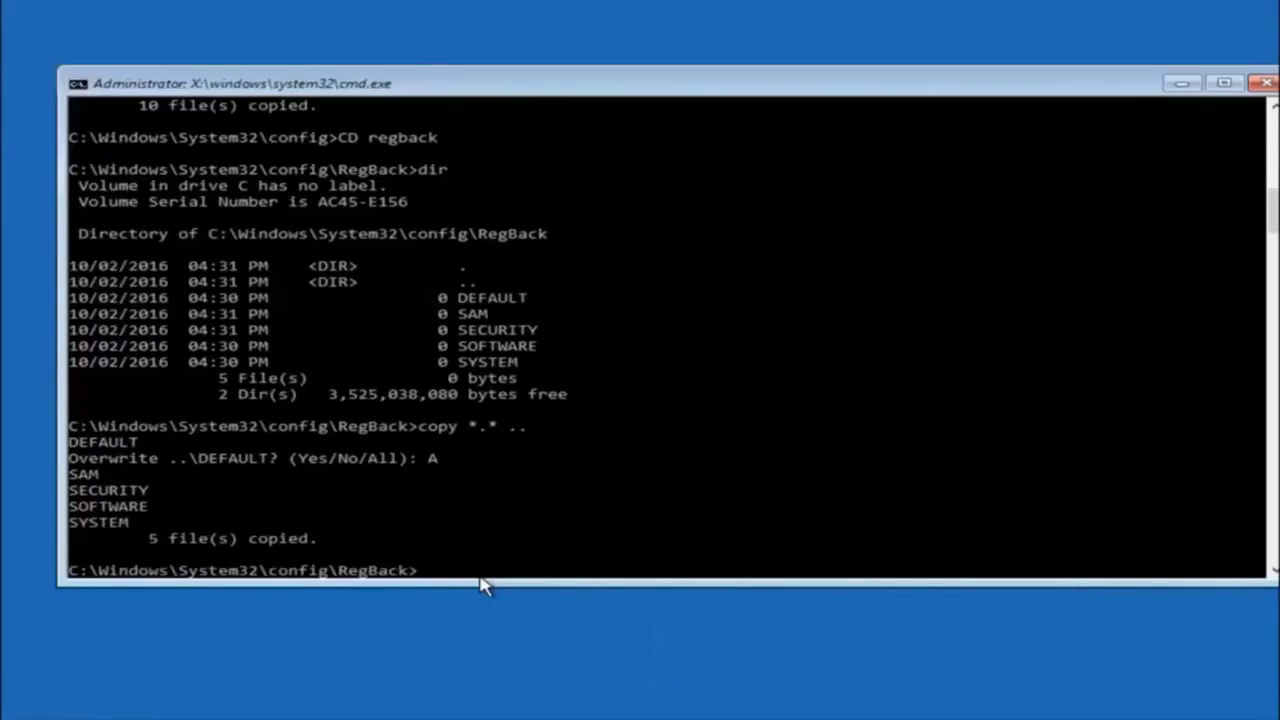 Administrator: X:\windows\system32\cmd.exe
10 file(s) copied.
C:\Windows\System32\config>CD regback
C:\Windows\System32\config\RegBack>dir
Volume in drive C has no label.
Volume Serial Number is AC45-E156
Directory of C:\Windows\System32\config\RegBack
10/02/2016 04:31 PM <DIR> .
10/02/2016 04:31 PM <DIR> ..
10/02/2016 04:30 PM 0 DEFAULT
10/02/2016 04:31 PM 0 SAM
10/02/2016 04:31 PM 0 SECURITY
10/02/2016 04:30 PM 0 SOFTWARE
10/02/2016 04:30 PM 0 SYSTEM
5 File(s) 0 bytes
2 Dir(s) 3,525,038,080 bytes free
C:\Windows\System32\config\RegBack>copy *.* ..
DEFAULT
Overwrite ..\DEFAULT? (Yes/No/All): A
SAM
SECURITY
SOFTWARE
SYSTEM
5 file(s) copied.
C:\Windows\System32\config\RegBack>